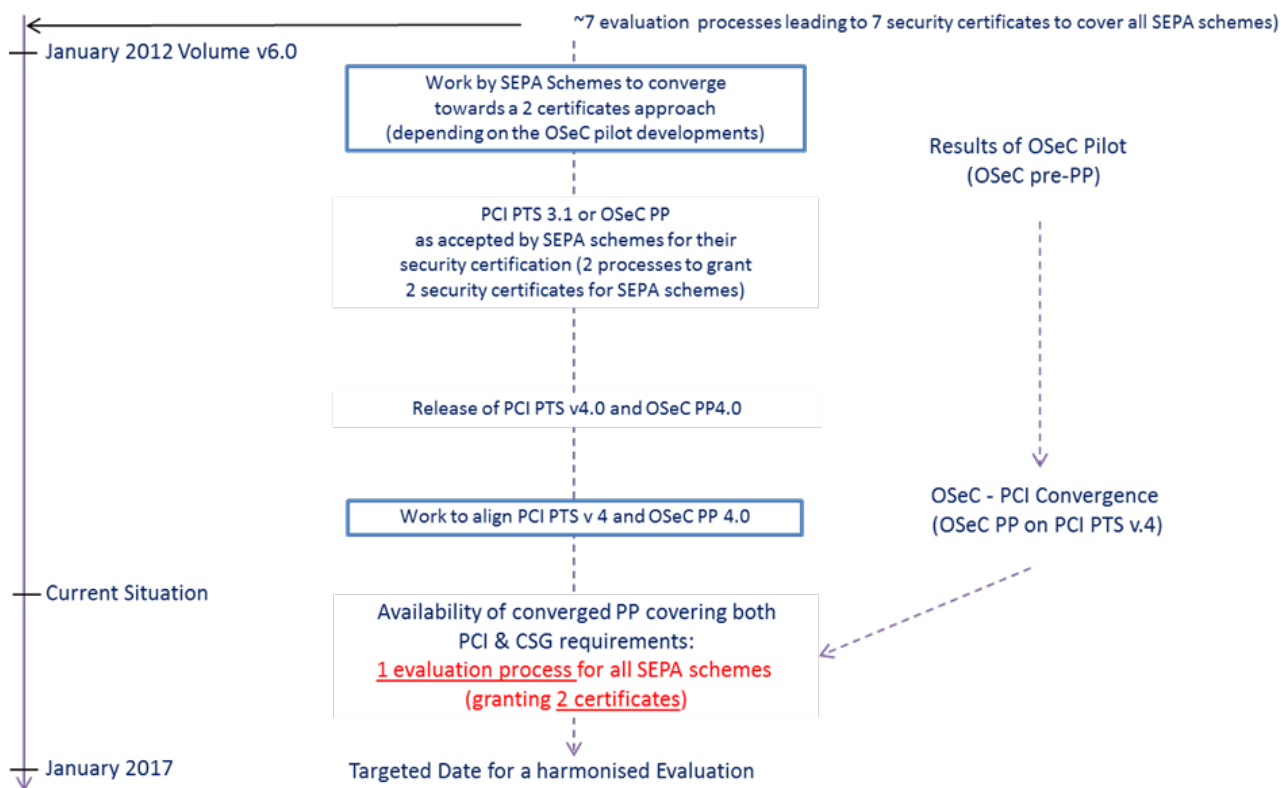 ~7 evaluation processes leading to 7 security certificates to cover all SEPA schemes)
January 2012 Volume v6.0
Work by SEPA Schemes to converge
towards a 2 certificates approach
(depending on the OSeC pilot developments)
Results of OSeC Pilot
(OSeC pre-PP)
PCI PTS 3.1 or OSeC PP
as accepted by SEPA schemes for their
security certification (2 processes to grant
2 security certificates for SEPA schemes)
Release of PCI PTS v4.0 and OSeC PP4.0
Work to align PCI PTS v 4 and OSeC PP 4.0
OSeC - PCI Convergence
(OSeC PP on PCI PTS v.4)
Current Situation
Availability of converged PP covering both
PCI & CSG requirements:
1 evaluation process for all SEPA schemes
(granting 2 certificates)
January 2017
Targeted Date for a harmonised Evaluation